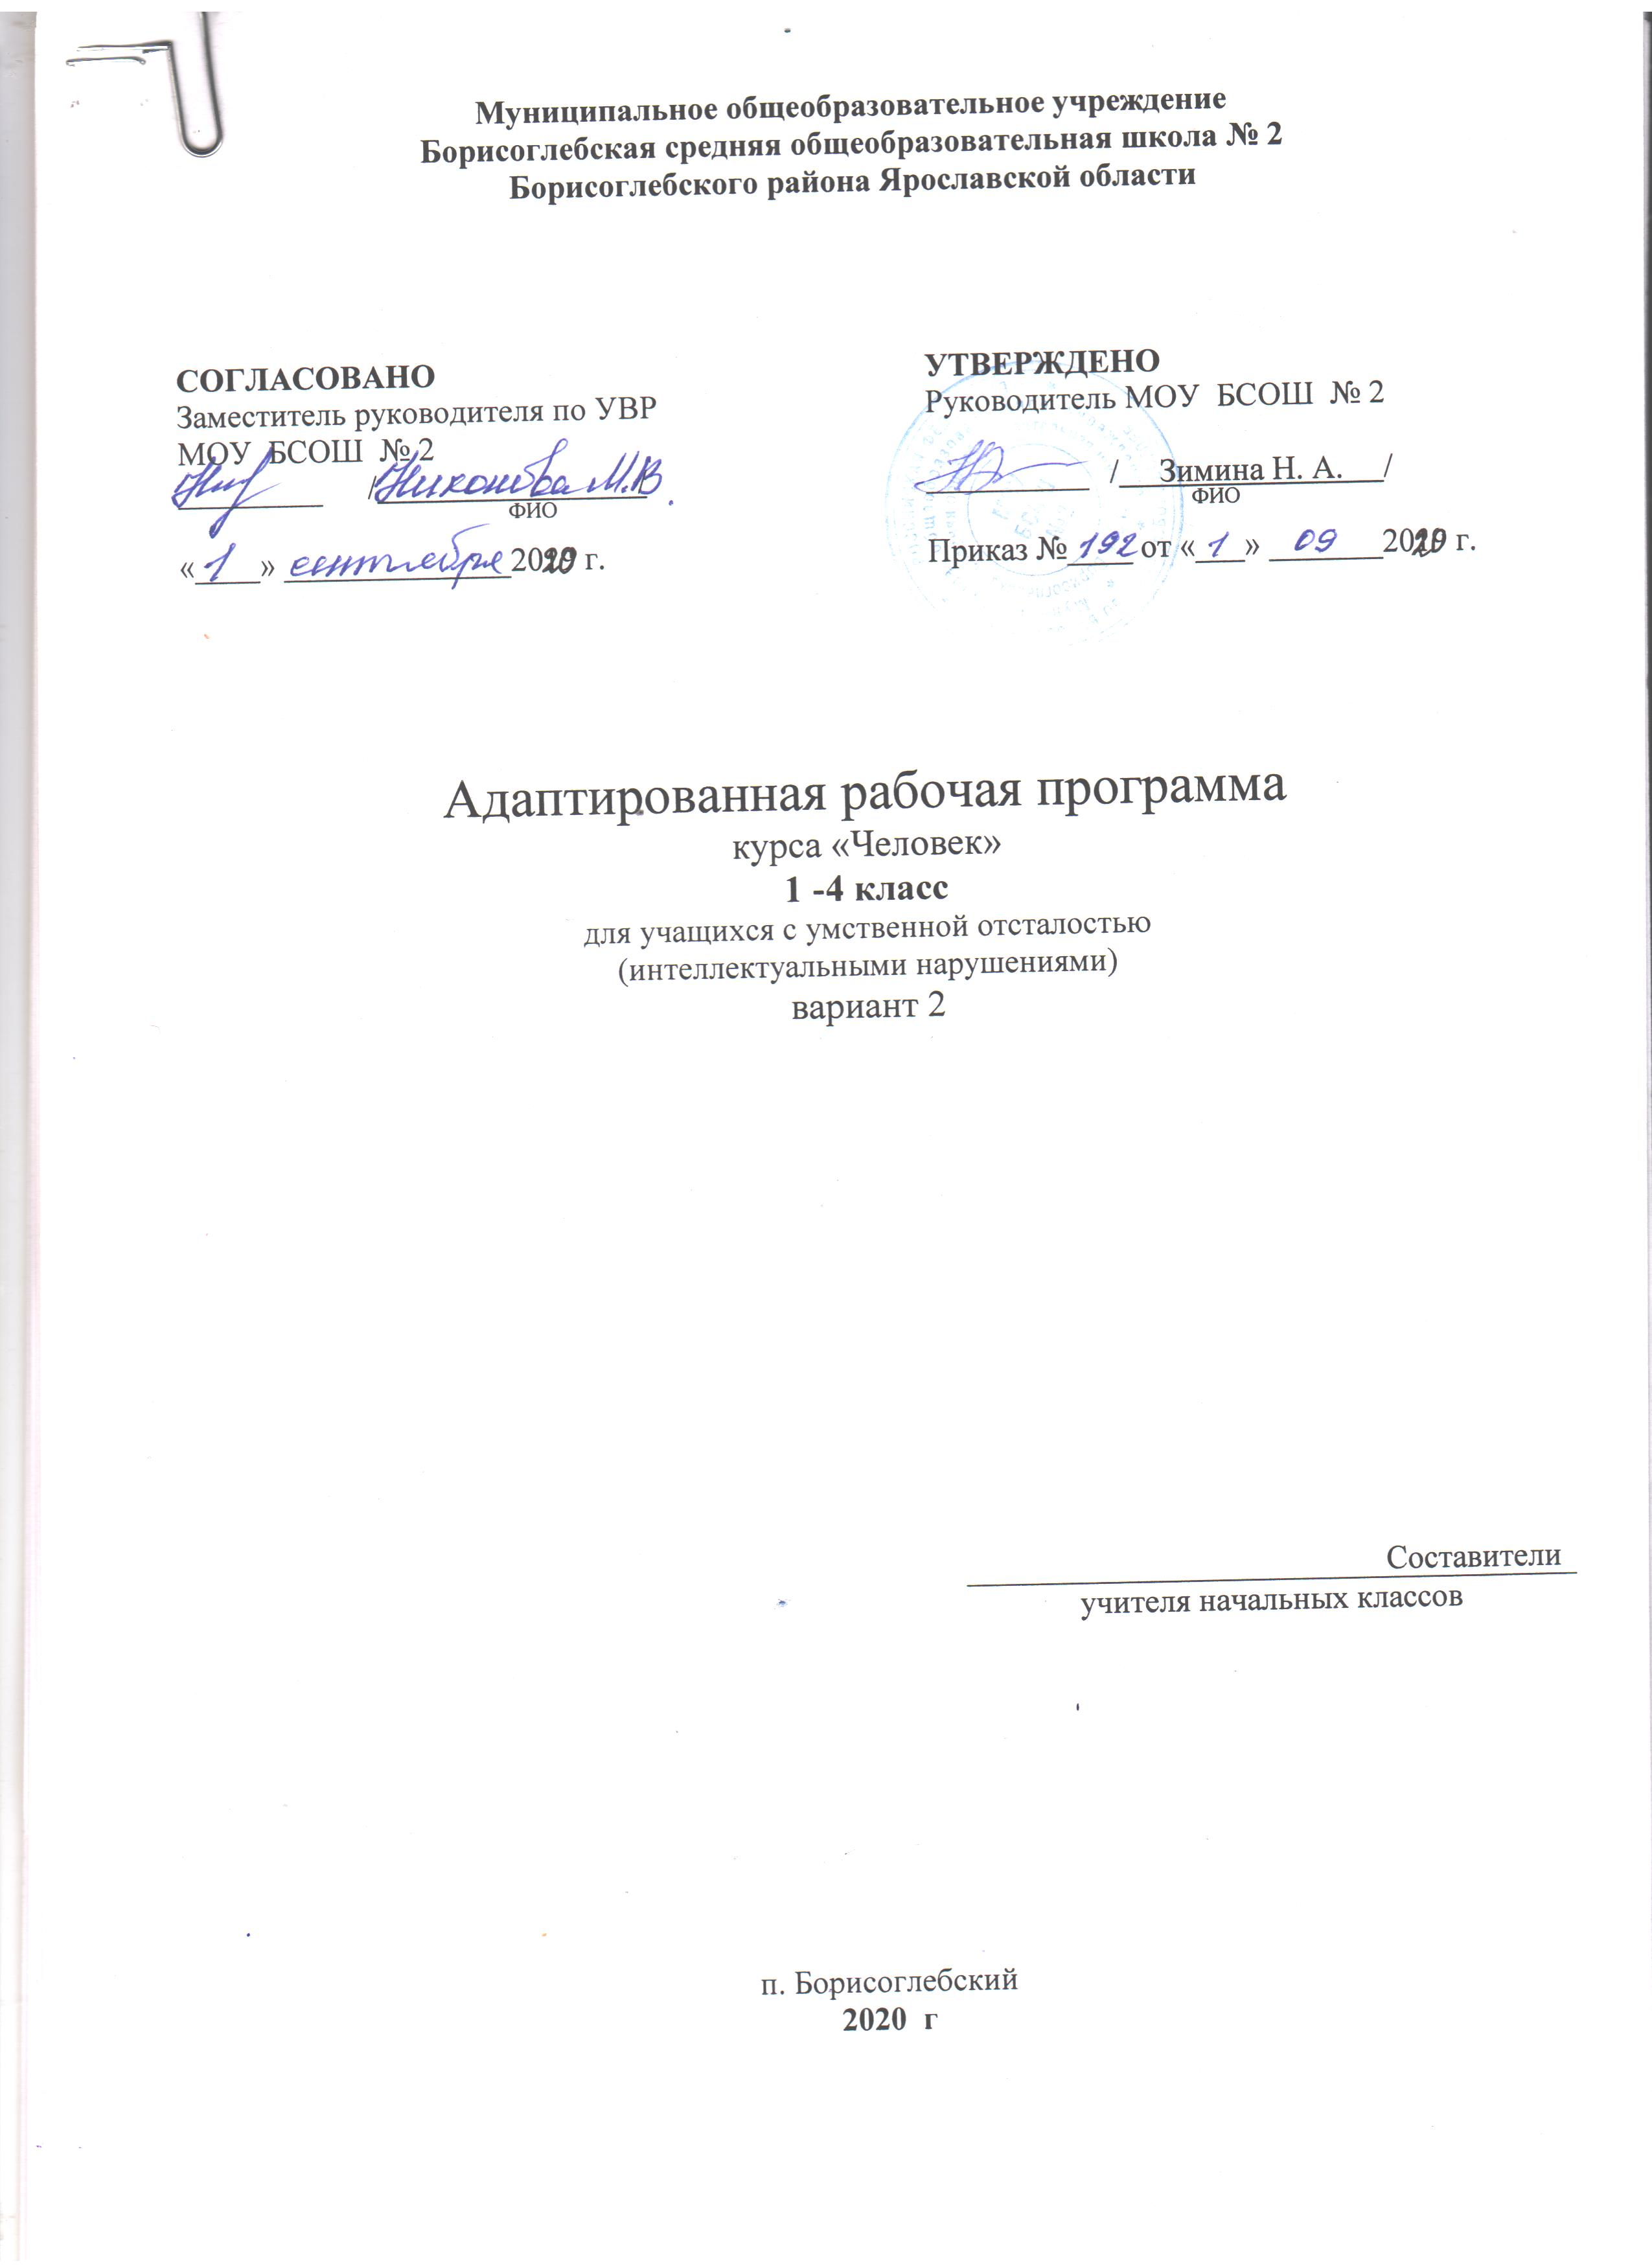 Муниципальное общеобразовательное учреждение
Борисоглебская средняя общеобразовательная школа № 2
Борисоглебского района Ярославской области
СОГЛАСОВАНО
Заместитель руководителя по УВР
МОУ БСОШ № 2
/Никонова М.В.
ФИО
«1» сентября 2020 г.
УТВЕРЖДЕНО
Руководитель МОУ БСОШ № 2
/ Зимина Н. А. /
ФИО
Приказ № 192 от «1» 09 2020 г.
Адаптированная рабочая программа
курса «Человек»
1 -4 класс
для учащихся с умственной отсталостью
(интеллектуальными нарушениями)
вариант 2
Составители
учителя начальных классов
п. Борисоглебский
2020 г